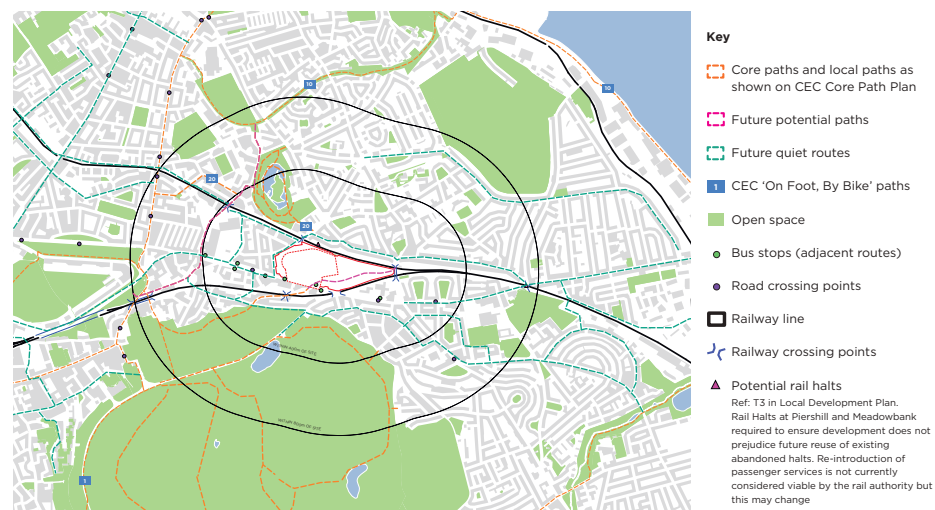 10
10
20
20
1
Key
Core paths and local paths as
shown on CEC Core Path Plan
Future potential paths
Future quiet routes
1
CEC ‘On Foot, By Bike’ paths
Open space
Bus stops (adjacent routes)
Road crossing points
Railway line
Railway crossing points
Potential rail halts
Ref: T3 in Local Development Plan.
Rail Halts at Piershill and Meadowbank
required to ensure development does not
prejudice future reuse of existing
abandoned halts. Re-introduction of
passenger services is not currently
considered viable by the rail authority but
this may change